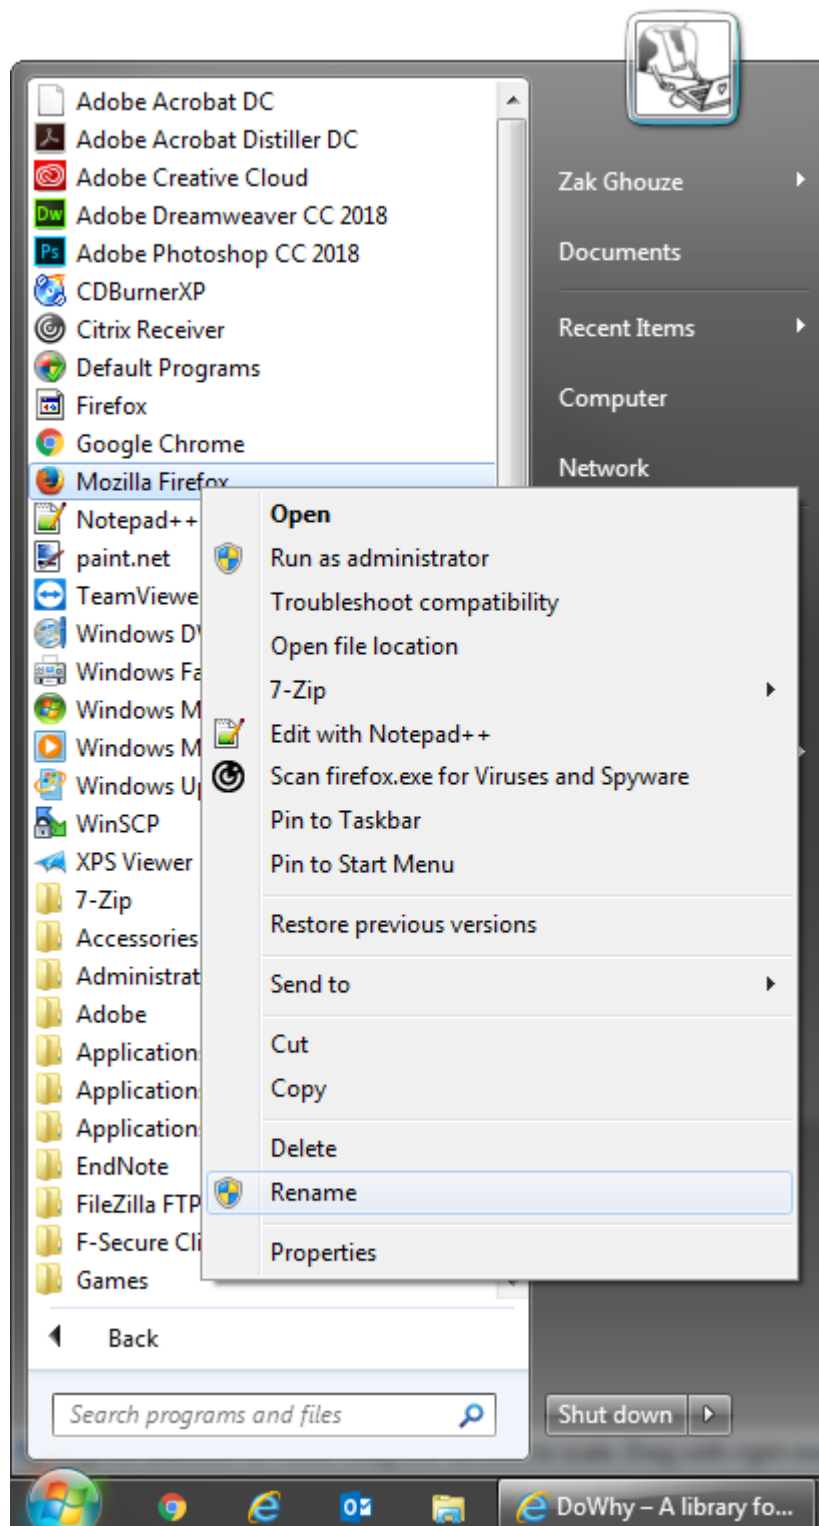 Adobe Acrobat DC
Adobe Acrobat Distiller DC
Adobe Creative Cloud
Dw Adobe Dreamweaver CC 2018
Ps Adobe Photoshop CC 2018
CDBurnerXP
Citrix Receiver
Default Programs
Firefox
Google Chrome
Mozilla Firefox
Notepad++
paint.net
TeamViewe
Windows D
Windows Fa
Windows M
Windows M
Windows U
WinSCP
XPS Viewer
7-Zip
Accessories
Administrat
Adobe
Application
Application
Application
EndNote
FileZilla FTP
F-Secure Cli
Games
Back
Search programs and files
Zak Ghouze
Documents
Recent Items
Computer
Network
Open
Run as administrator
Troubleshoot compatibility
Open file location
7-Zip
Edit with Notepad++
Scan firefox.exe for Viruses and Spyware
Pin to Taskbar
Pin to Start Menu
Restore previous versions
Send to
Cut
Copy
Delete
Rename
Properties
Shut down
DoWhy – A library fo...